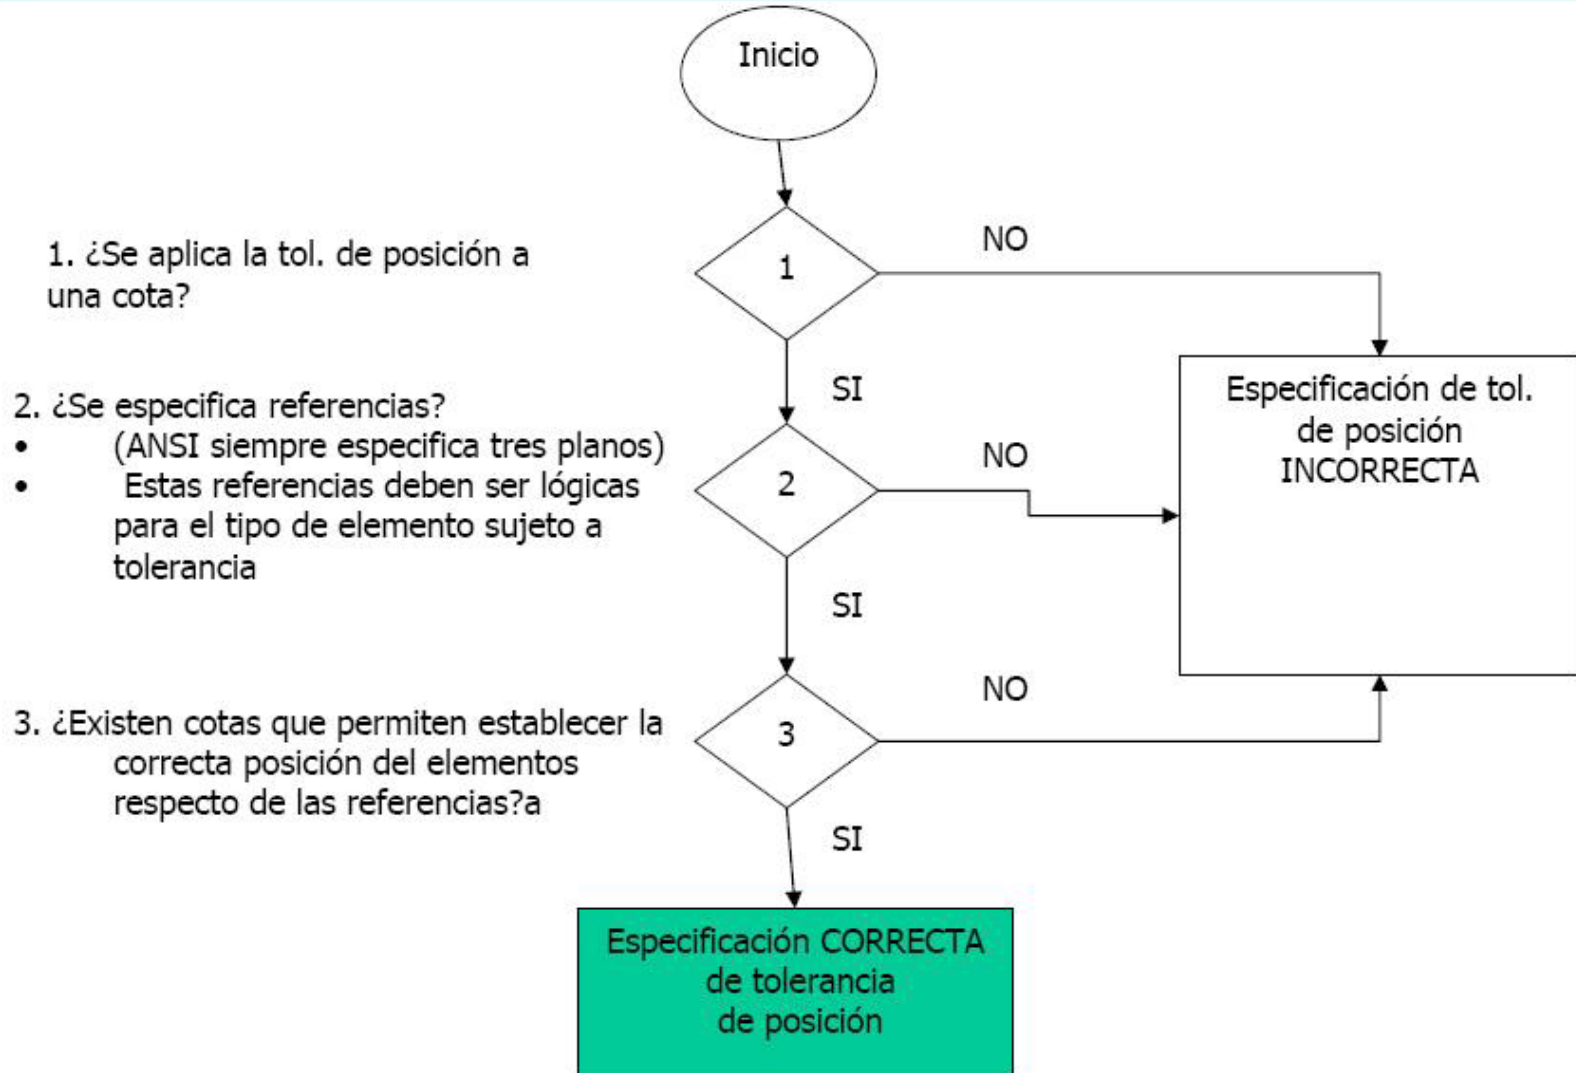 Inicio
1. ¿Se aplica la tol. de posición a
una cota?
1
NO
SI
2. ¿Se especifica referencias?
• (ANSI siempre especifica tres planos)
• Estas referencias deben ser lógicas
para el tipo de elemento sujeto a
tolerancia
2
NO
SI
Especificación de tol.
de posición
INCORRECTA
3. ¿Existen cotas que permiten establecer la
correcta posición del elementos
respecto de las referencias?a
3
NO
SI
Especificación CORRECTA
de tolerancia
de posición